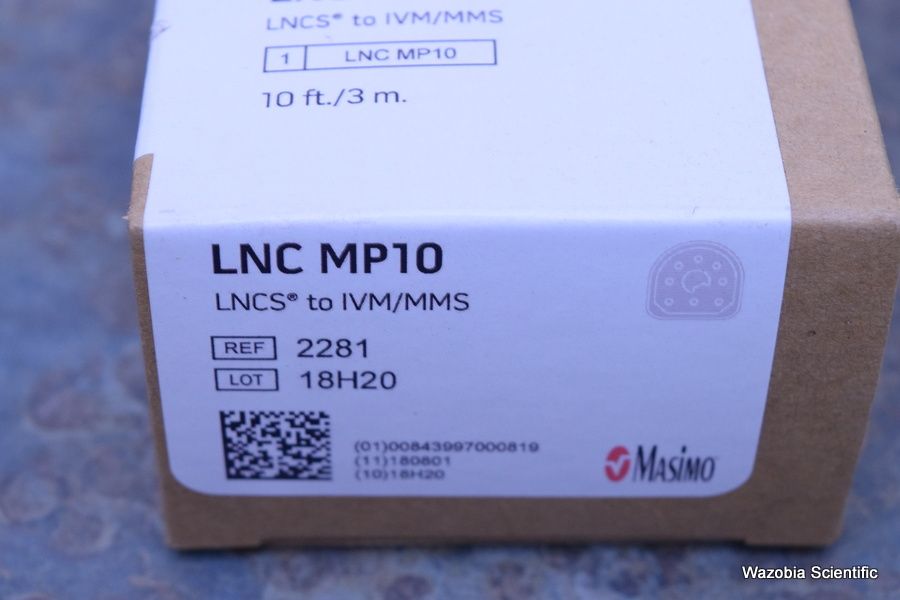 LNCS® to IVM/MMS
1 LNC MP10
10 ft./3 m.
LNC MP10
LNCS® to IVM/MMS
REF 2281
LOT 18H20
(01)00843997000819
(11)180801
(10)18H20
MASIMO
Wazobia Scientific